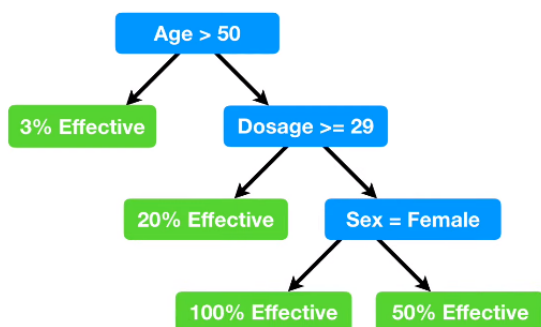 Age > 50
3% Effective
Dosage >= 29
20% Effective
Sex = Female
100% Effective
50% Effective